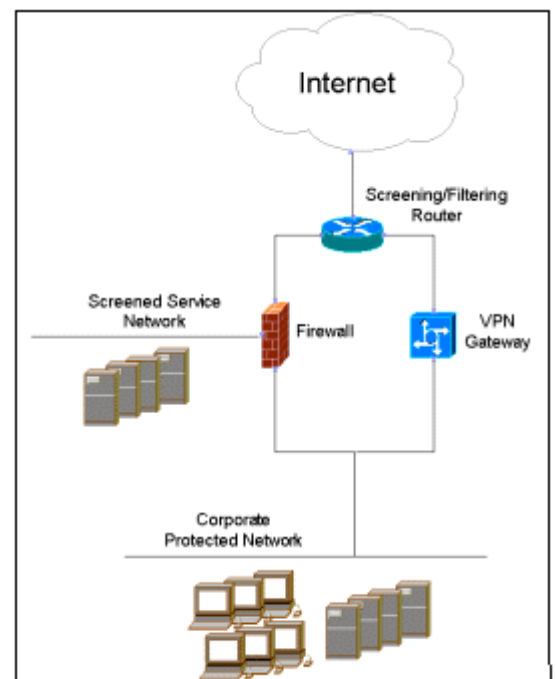 Internet
Screening/Filtering
Router
Screened Service
Network
Firewall
VPN
Gateway
Corporate
Protected Network